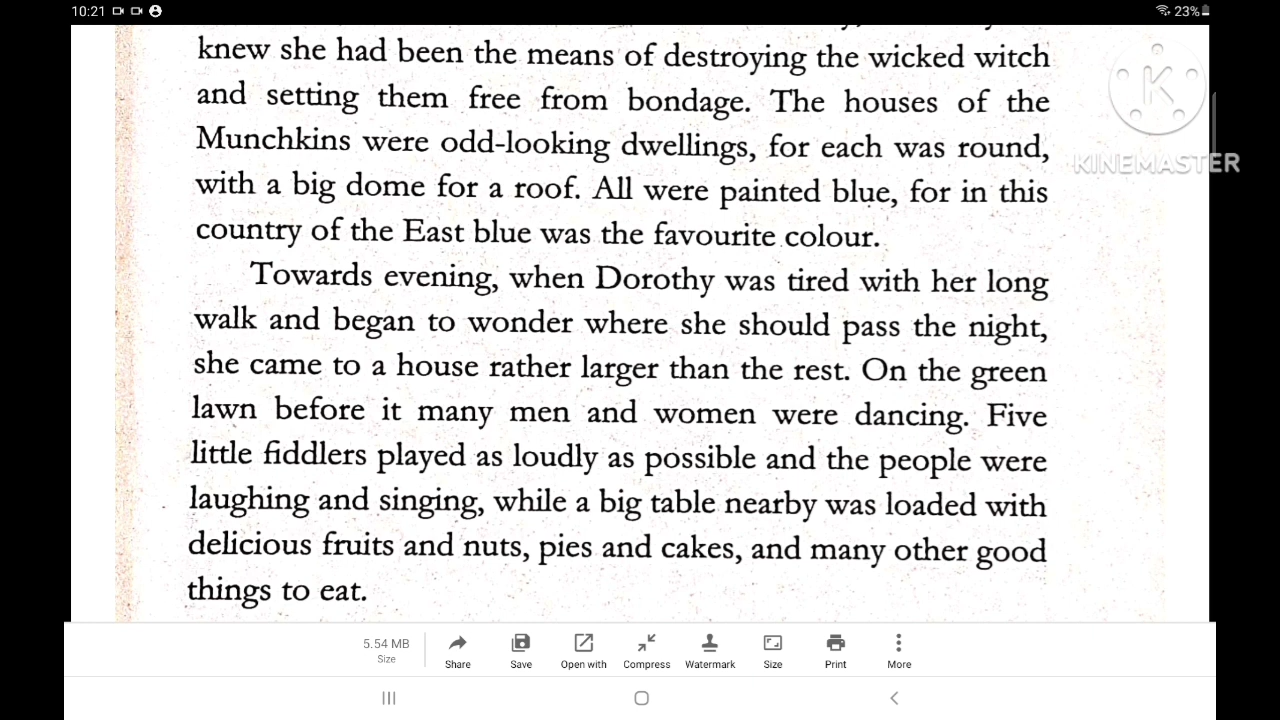 10:21
23%
knew she had been the means of destroying the wicked witch
and setting them free from bondage. The houses of the
Munchkins were odd-looking dwellings, for each was round,
with a big dome for a roof. All were painted blue, for in this
country of the East blue was the favourite colour.
Towards evening, when Dorothy was tired with her long
walk and began to wonder where she should pass the night,
she came to a house rather larger than the rest. On the green
lawn before it many men and women were dancing. Five
little fiddlers played as loudly as possible and the people were
laughing and singing, while a big table nearby was loaded with
delicious fruits and nuts, pies and cakes, and many other good
things to eat.
K
KINEMASTER
5.54 MB
Size
Share
Save
Open with
Compress
Watermark
Size
Print
More